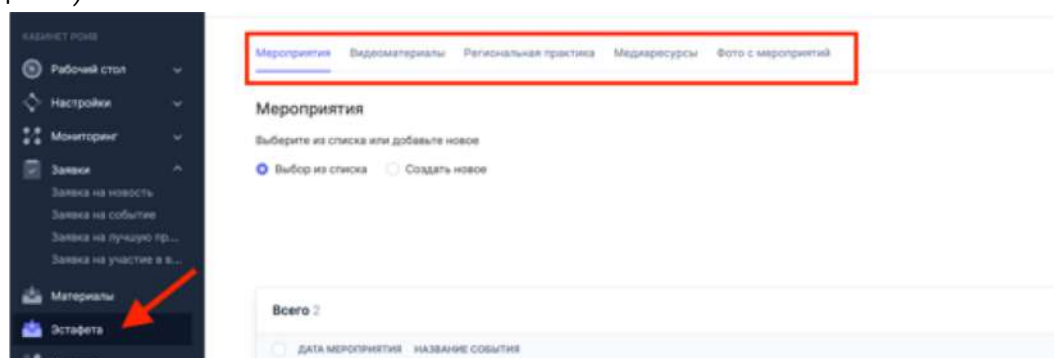 КАБИНЕТ РОИВ
Рабочий стол
Настройки
Мониторинг
Заявки
Заявка на новость
Заявка на событие
Заявка на лучшую пр...
Заявка на участие в в...
Материалы
Эстафета
Мероприятия Видеоматериалы Региональная практика Медиаресурсы Фото с мероприятий
Мероприятия
Выберите из списка или добавьте новое
Выбор из списка Создать новое
Всего 2
ДАТА МЕРОПРИЯТИЯ НАЗВАНИЕ СОБЫТИЯ